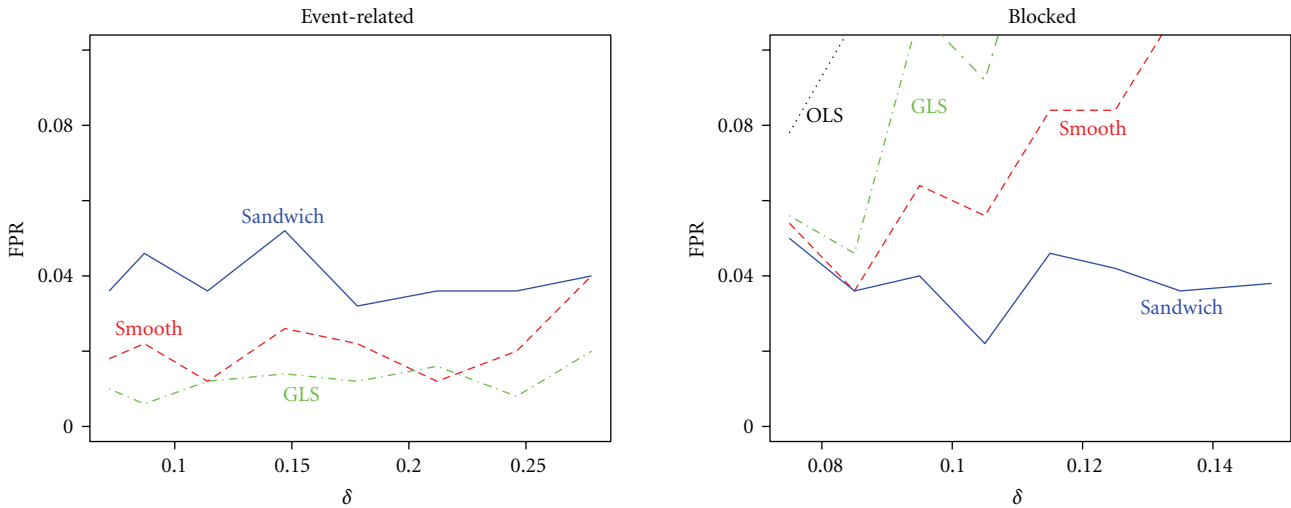 Event-related
FPR
0.08
0.04
0
Sandwich
Smooth
GLS
0.1 0.15 0.2 0.25
δ
Blocked
FPR
0.08
0.04
0
OLS
GLS
Smooth
Sandwich
0.08 0.1 0.12 0.14
δ